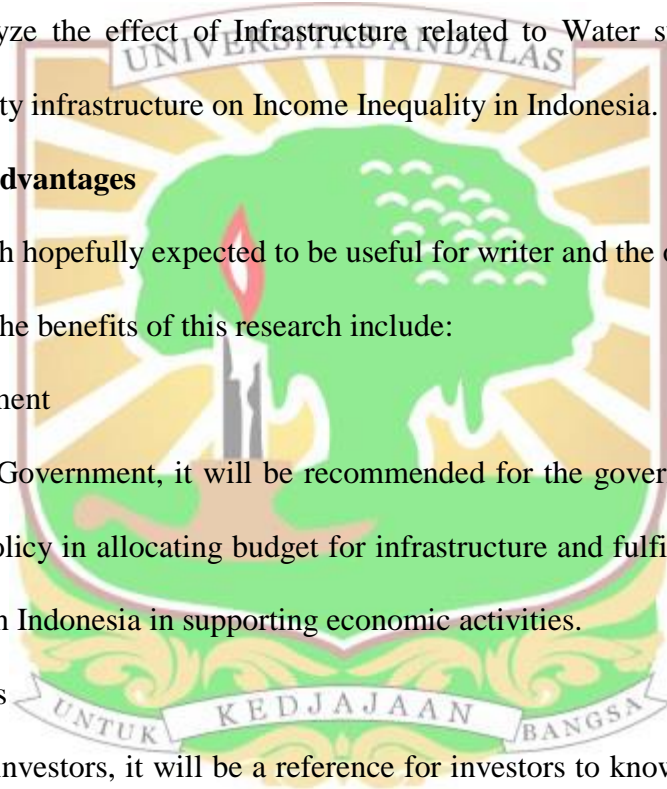 yze the effect of Infrastructure related to Water s
UNIVERSITAS ANDALAS
ty infrastructure on Income Inequality in Indonesia.
dvantages
h hopefully expected to be useful for writer and the o
he benefits of this research include:
ment
Government, it will be recommended for the gover
olicy in allocating budget for infrastructure and fulfi
n Indonesia in supporting economic activities.
s
UNTUK KEDJAJAAN BANGSA
investors, it will be a reference for investors to know